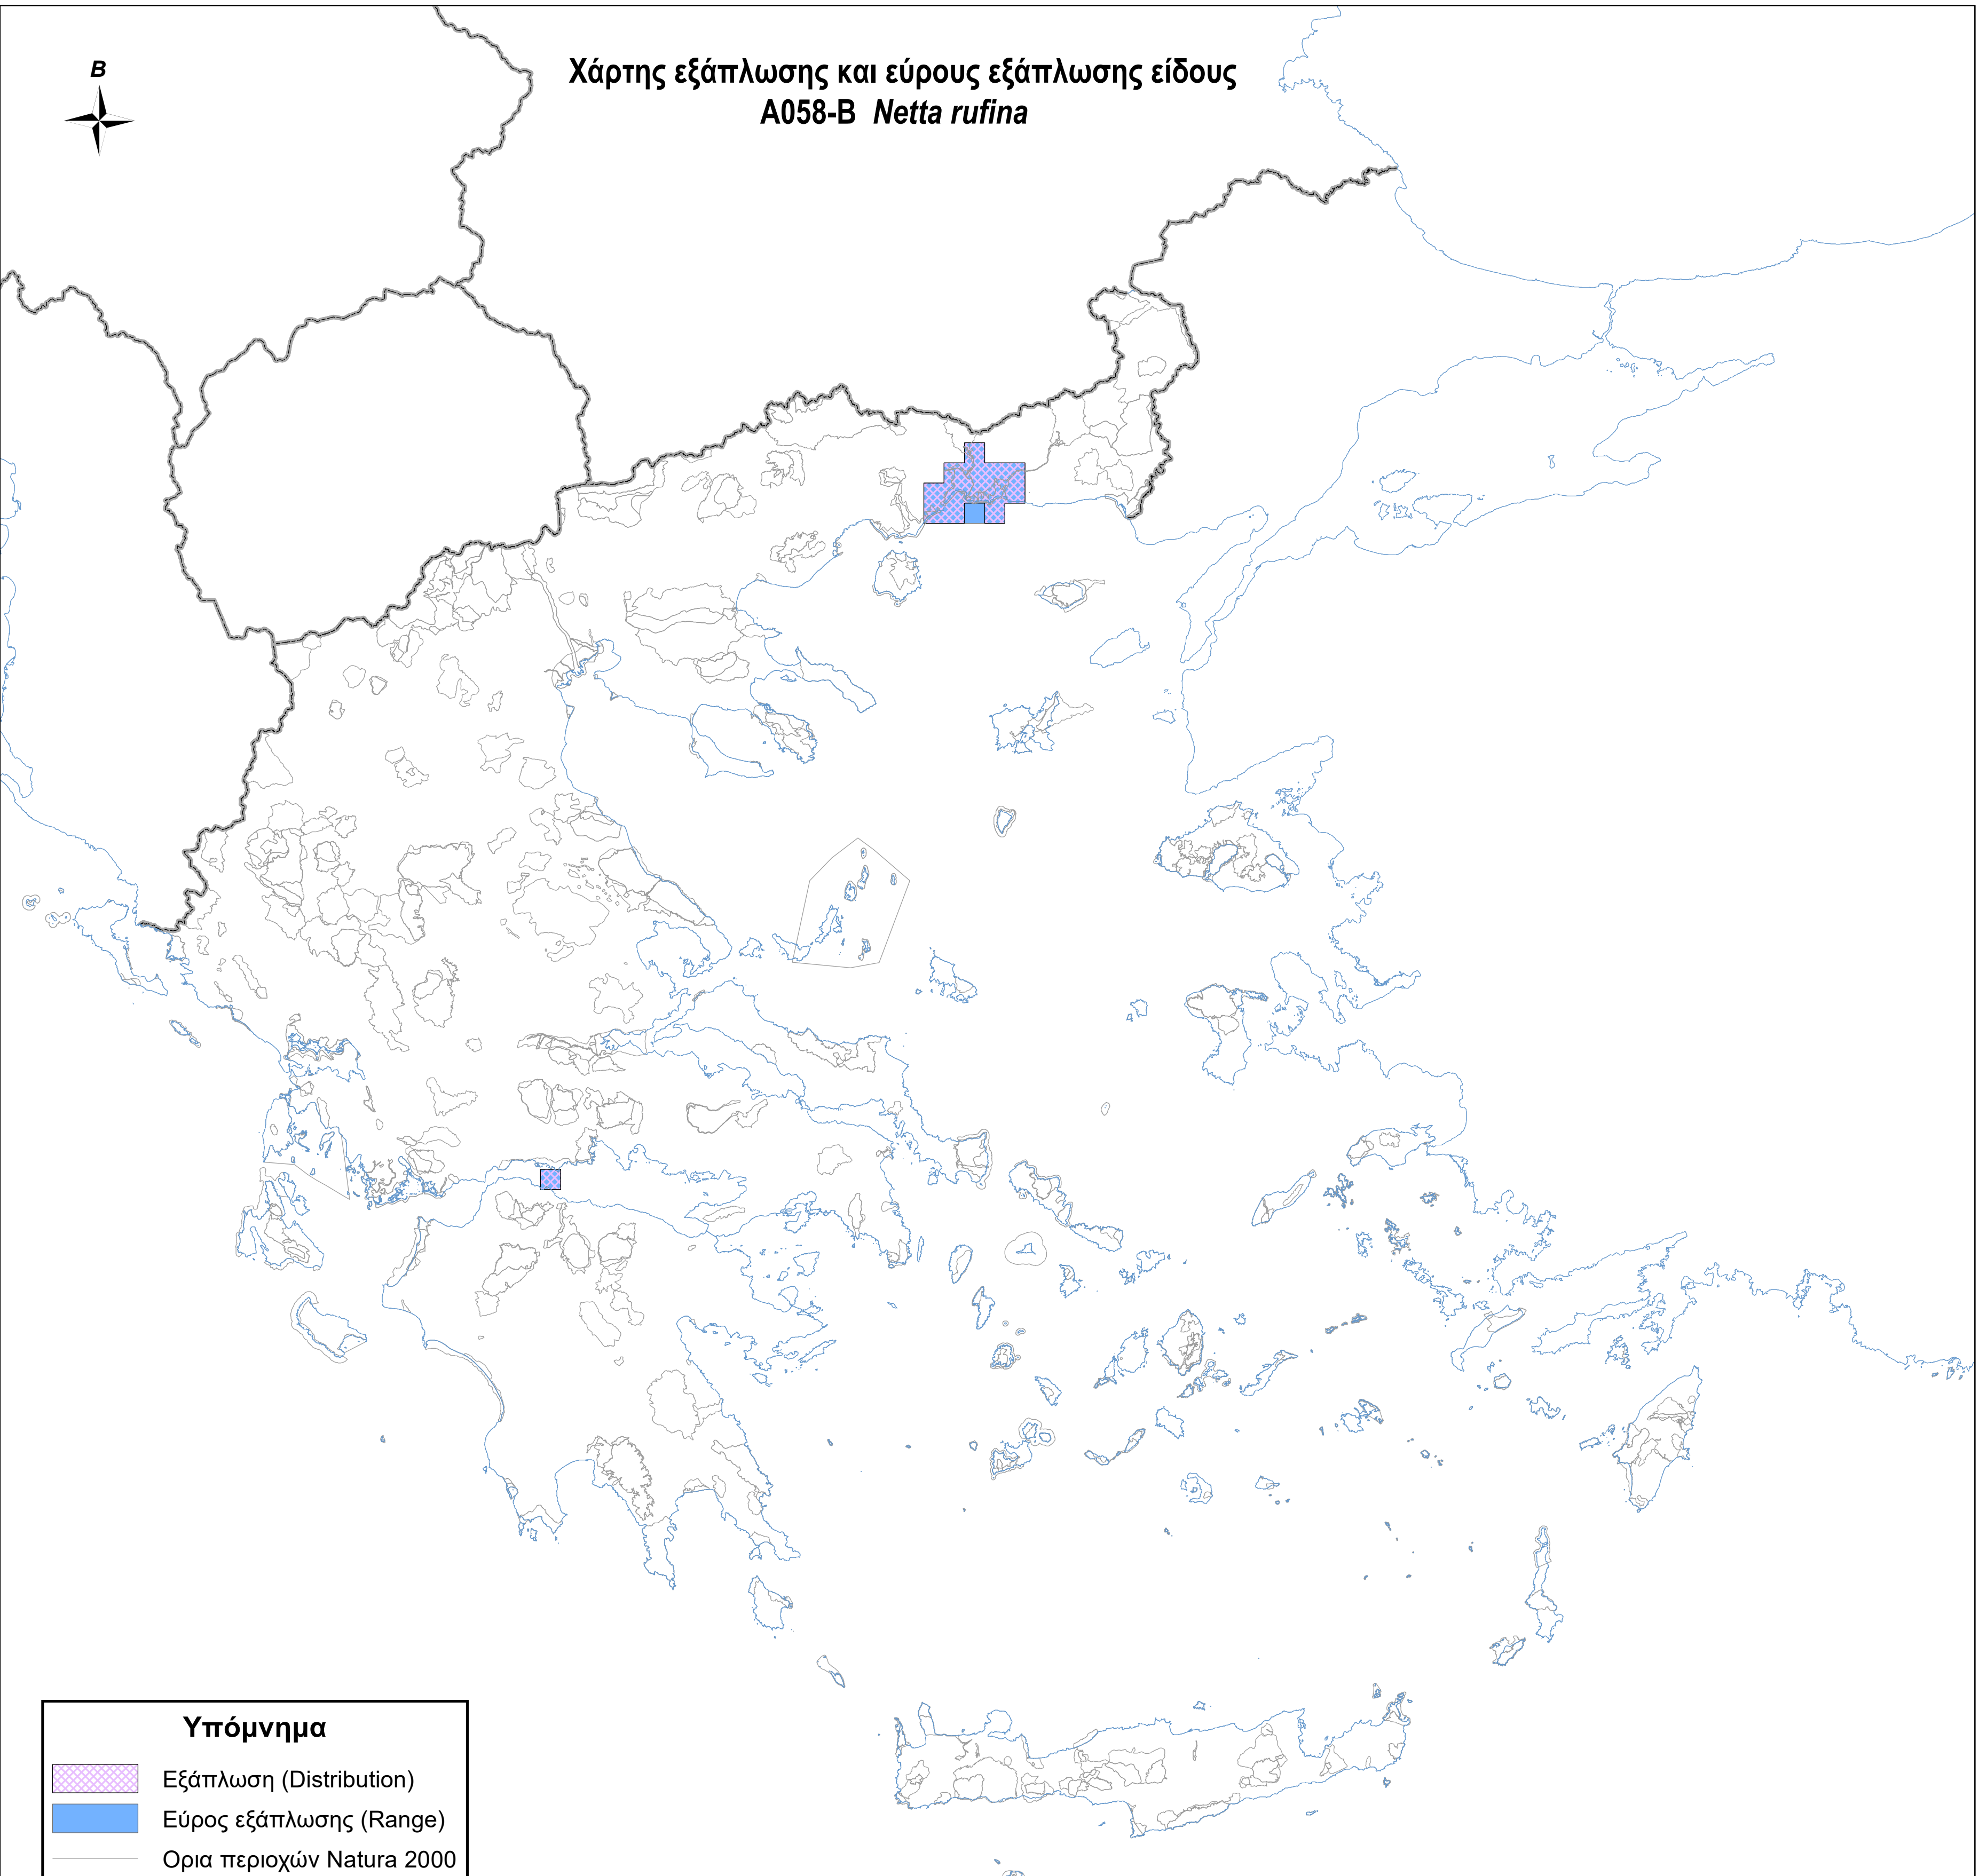 B
Χάρτης εξάπλωσης και εύρους εξάπλωσης είδους
A058-B Netta rufina
Υπόμνημα
Εξάπλωση (Distribution)
Εύρος εξάπλωσης (Range)
Ορια περιοχών Natura 2000